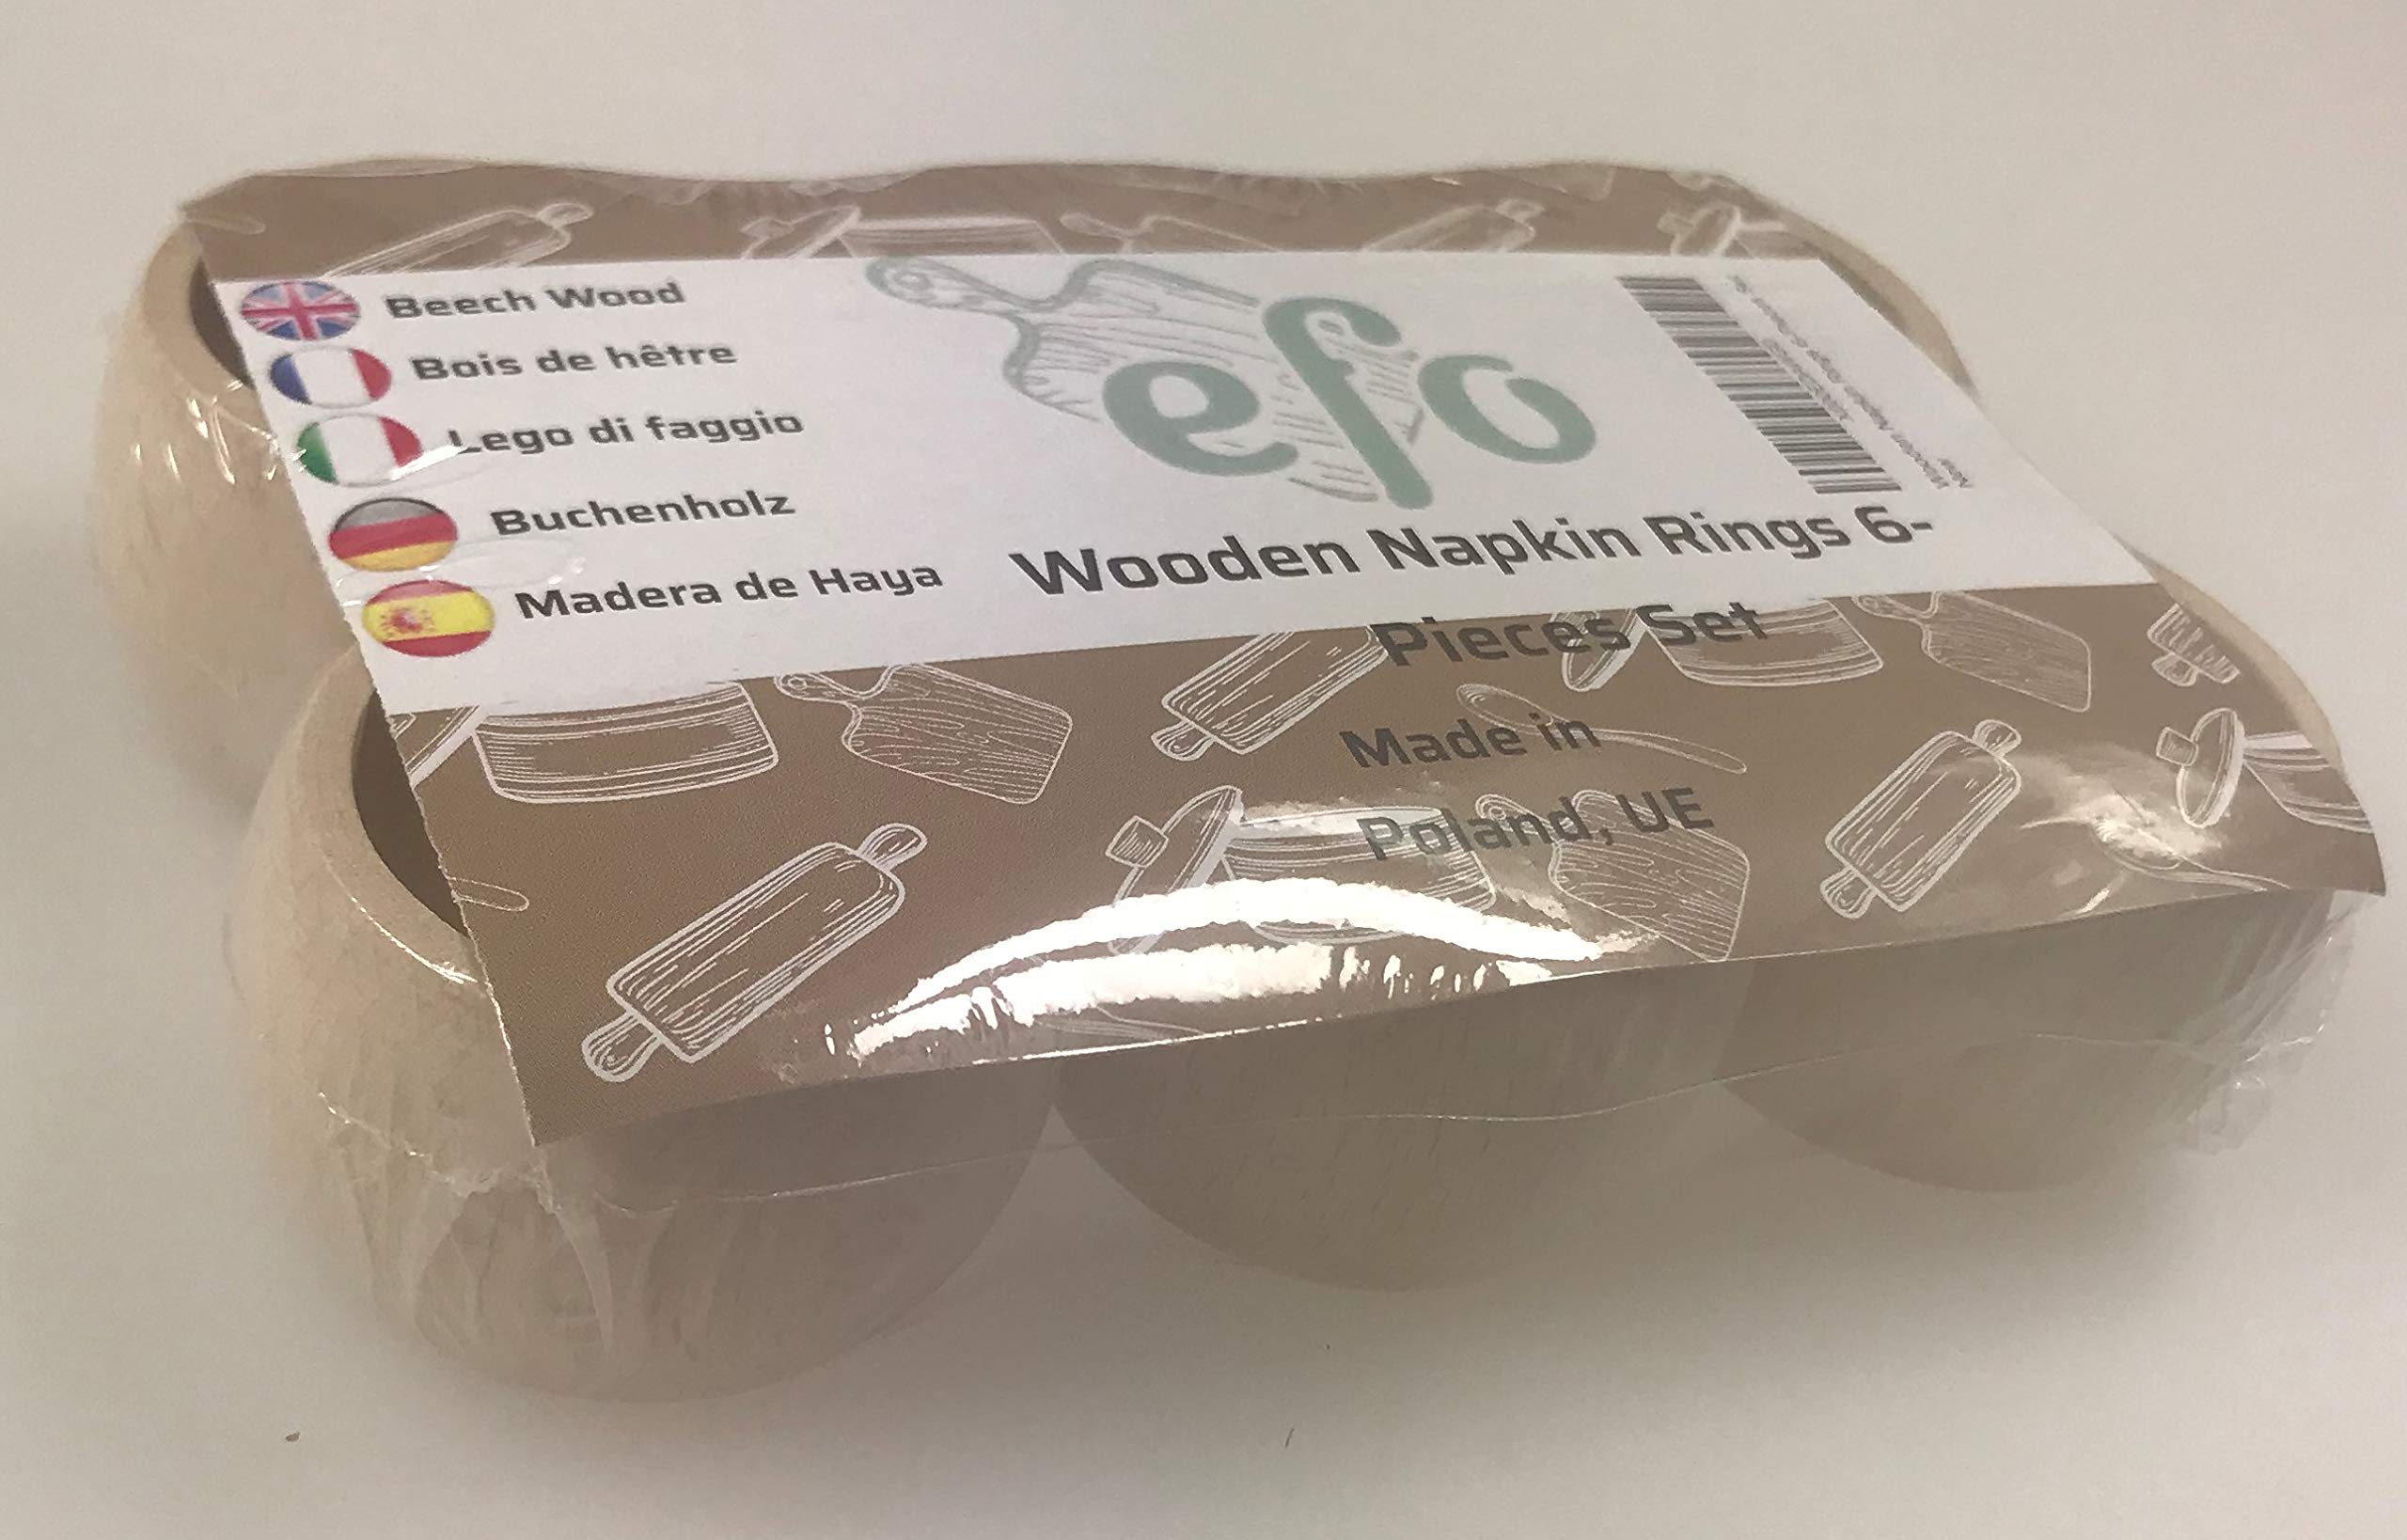 Beech Wood
Bois de hêtre
Lego di faggio
Buchenholz
Madera de Haya
efo
Wooden Napkin Rings 6-
Pieces Set
Made in
Poland, UE